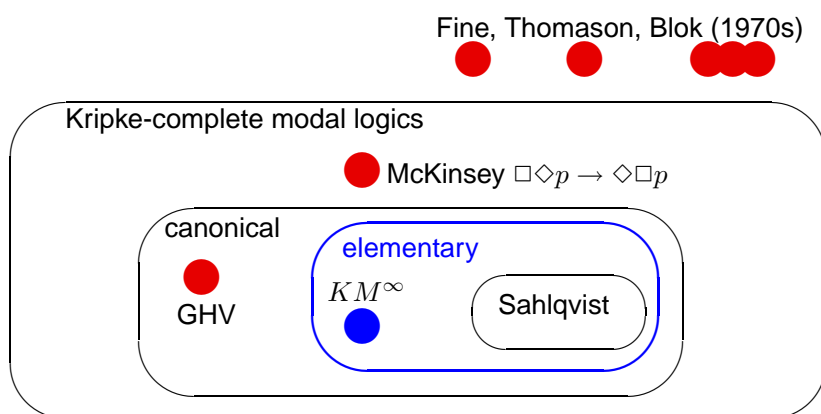 Fine, Thomason, Blok (1970s)
Kripke-complete modal logics
McKinsey □◇p → ◇□p
canonical
elementary
KM^∞
Sahlqvist
GHV